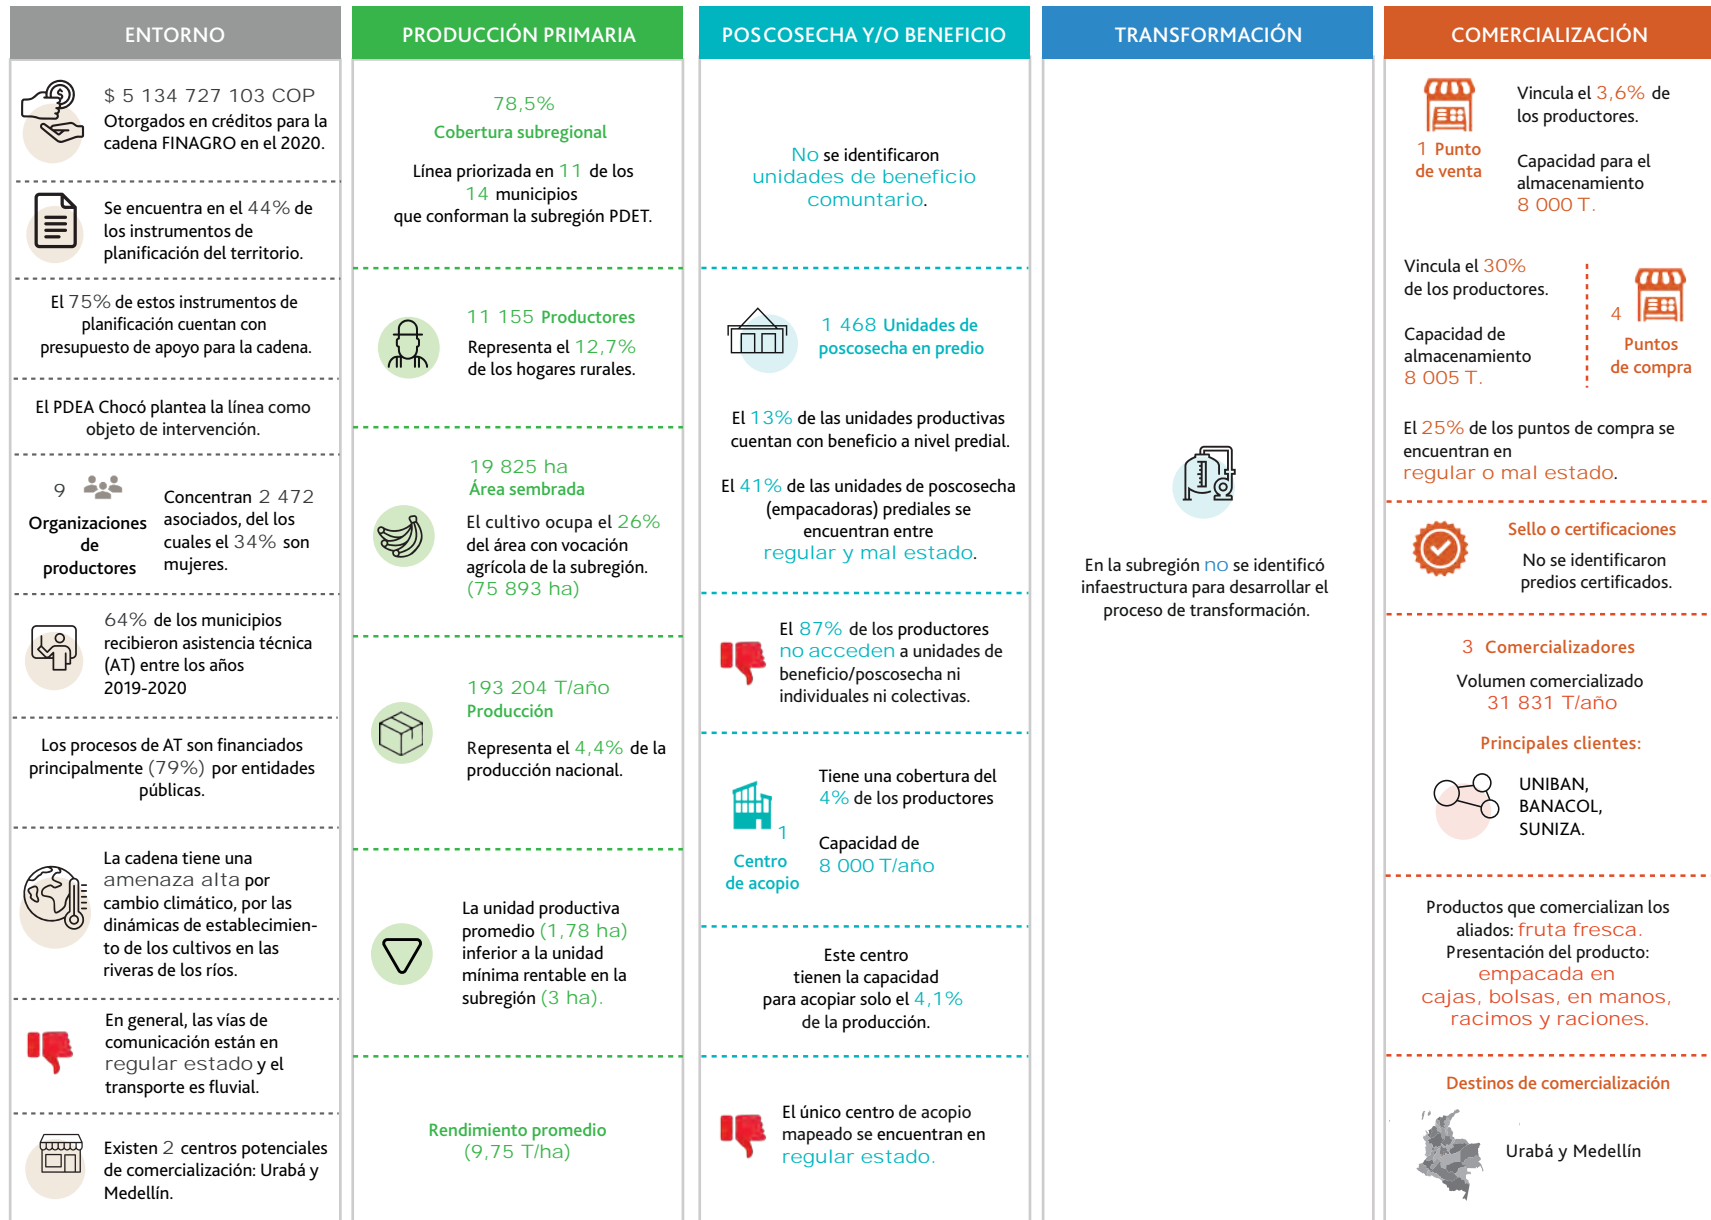 ENTORNO
$ 5 134 727 103 COP
Otorgados en créditos para la
cadena FINAGRO en el 2020.
Se encuentra en el 44% de
los instrumentos de
planificación del territorio.
El 75% de estos instrumentos de
planificación cuentan con
presupuesto de apoyo para la cadena.
El PDEA Chocó plantea la línea como
objeto de intervención.
9
Organizaciones
de
productores
Concentran 2 472
asociados, del los
cuales el 34% son
mujeres.
64% de los municipios
recibieron asistencia técnica
(AT) entre los años
2019-2020
Los procesos de AT son financiados
principalmente (79%) por entidades
públicas.
La cadena tiene una
amenaza alta por
cambio climático, por las
dinámicas de establecimien-
to de los cultivos en las
riveras de los ríos.
En general, las vías de
comunicación están en
regular estado y el
transporte es fluvial.
Existen 2 centros potenciales
de comercialización: Urabá y
Medellín.
PRODUCCIÓN PRIMARIA
78,5%
Cobertura subregional
Línea priorizada en 11 de los
14 municipios
que conforman la subregión PDET.
11 155 Productores
Representa el 12,7%
de los hogares rurales.
19 825 ha
Área sembrada
El cultivo ocupa el 26%
del área con vocación
agrícola de la subregión.
(75 893 ha)
193 204 T/año
Producción
Representa el 4,4% de la
producción nacional.
La unidad productiva
promedio (1,78 ha)
inferior a la unidad
mínima rentable en la
subregión (3 ha).
Rendimiento promedio
(9,75 T/ha)
POSCOSECHA Y/O BENEFICIO
No se identificaron
unidades de beneficio
comuntario.
1 468 Unidades de
poscosecha en predio
El 13% de las unidades productivas
cuentan con beneficio a nivel predial.
El 41% de las unidades de poscosecha
(empacadoras) prediales se
encuentran entre
regular y mal estado.
El 87% de los productores
no acceden a unidades de
beneficio/poscosecha ni
individuales ni colectivas.
1
Centro
de acopio
Tiene una cobertura del
4% de los productores
Capacidad de
8 000 T/año
Este centro
tienen la capacidad
para acopiar solo el 4,1%
de la producción.
El único centro de acopio
mapeado se encuentran en
regular estado.
TRANSFORMACIÓN
En la subregión no se identificó
infaestructura para desarrollar el
proceso de transformación.
COMERCIALIZACIÓN
1 Punto
de venta
Vincula el 3,6% de
los productores.
Capacidad para el
almacenamiento
8 000 T.
Vincula el 30%
de los productores.
Capacidad de
almacenamiento
8 005 T.
4
Puntos
de compra
El 25% de los puntos de compra se
encuentran en
regular o mal estado.
Sello o certificaciones
No se identificaron
predios certificados.
3 Comercializadores
Volumen comercializado
31 831 T/año
Principales clientes:
UNIBAN,
BANACOL,
SUNIZA.
Productos que comercializan los
aliados: fruta fresca.
Presentación del producto:
empacada en
cajas, bolsas, en manos,
racimos y raciones.
Destinos de comercialización
Urabá y Medellín